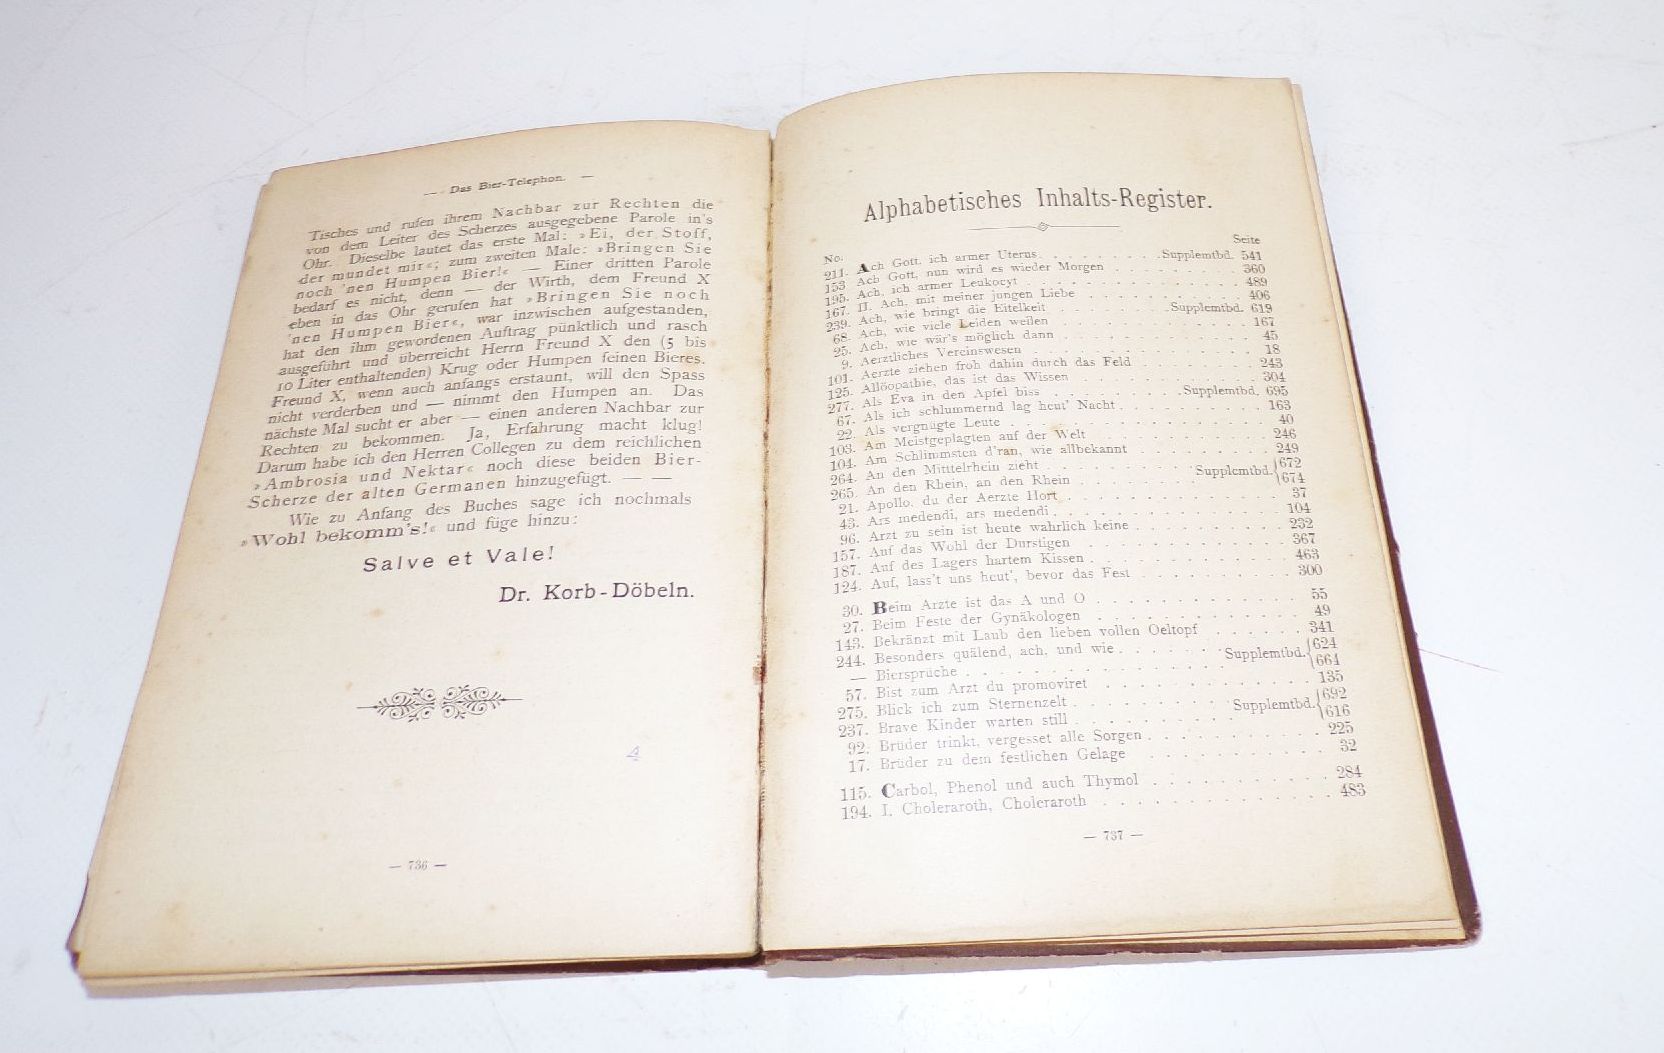 — Das Bier-Telephon. —
Tisches und rufen ihrem Nachbar zur Rechten die
von dem Leiter des Scherzes ausgegebene Parole in's
Ohr. Dieselbe lautet das erste Mal: »Ei, der Stoff,
der mundet mir«; zum zweiten Male: »Bringen Sie
noch 'nen Humpen Bier!« — Einer dritten Parole
bedarf es nicht, denn — der Wirth, dem Freund X
eben in das Ohr gerufen hat »Bringen Sie noch
'nen Humpen Bier«, war inzwischen aufgestanden,
hat den ihm gewordenen Auftrag pünktlich und rasch
ausgeführt und überreicht Herrn Freund X den (5 bis
10 Liter enthaltenden) Krug oder Humpen feinen Bieres.
Freund X, wenn auch anfangs erstaunt, will den Spass
nicht verderben und — nimmt den Humpen an. Das
nächste Mal sucht er aber — einen anderen Nachbar zur
Rechten zu bekommen. Ja, Erfahrung macht klug!
Darum habe ich den Herren Collegen zu dem reichlichen
»Ambrosia und Nektar« noch diese beiden Bier-
Scherze der alten Germanen hinzugefügt. — —
Wie zu Anfang des Buches sage ich nochmals
»Wohl bekomm's!« und füge hinzu:
Salve et Vale!
Dr. Korb-Döbeln.
4
— 736 —
Alphabetisches Inhalts-Register.
No. Seite
211. Ach Gott, ich armer Uterus . . . . . . . . . Supplemtbd. 541
153 Ach Gott, nun wird es wieder Morgen . . . . . . . . . 360
195. Ach, ich armer Leukocyt . . . . . . . . . 489
167. II. Ach, mit meiner jungen Liebe . . . . . . . . . 406
239. Ach, wie bringt die Eitelkeit . . . . . . . . . Supplemtbd. 619
68. Ach, wie viele Leiden weilen . . . . . . . . . 167
25. Ach, wie wär's möglich dann . . . . . . . . . 45
9. Aerztliches Vereinswesen . . . . . . . . . 18
101. Aerzte ziehen froh dahin durch das Feld . . . . . . . . . 243
125. Allöopathie, das ist das Wissen . . . . . . . . . 304
277. Als Eva in den Apfel biss . . . . . . . . . Supplemtbd. 695
67. Als ich schlummernd lag heut' Nacht . . . . . . . . . 163
22. Als vergnügte Leute . . . . . . . . . 40
103. Am Meistgeplagten auf der Welt . . . . . . . . . 246
104. Am Schlimmsten d'ran, wie allbekannt . . . . . . . . . 249
264. An den Mitttelrhein zieht . . . . . . . . . Supplemtbd. 672
265. An den Rhein, an den Rhein . . . . . . . . . 674
21. Apollo, du der Aerzte Hort . . . . . . . . . 37
43. Ars medendi, ars medendi . . . . . . . . . 104
96. Arzt zu sein ist heute wahrlich keine . . . . . . . . . 232
157. Auf das Wohl der Durstigen . . . . . . . . . 367
187. Auf des Lagers hartem Kissen . . . . . . . . . 463
124. Auf, lass't uns heut', bevor das Fest . . . . . . . . . 300
30. Beim Arzte ist das A und O . . . . . . . . . 55
27. Beim Feste der Gynäkologen . . . . . . . . . 49
143. Bekränzt mit Laub den lieben vollen Oeltopf . . . . . . 341
244. Besonders quälend, ach, und wie . . . . . . Supplemtbd. 624
— Biersprüche . . . . . . . . . 664
57. Bist zum Arzt du promoviret . . . . . . . . . 135
275. Blick ich zum Sternenzelt . . . . . . . . . Supplemtbd. 692
237. Brave Kinder warten still . . . . . . . . . 616
92. Brüder trinkt, vergesset alle Sorgen . . . . . . . . . 225
17. Brüder zu dem festlichen Gelage . . . . . . . . . 32
115. Carbol, Phenol und auch Thymol . . . . . . . . . 284
194. I. Choleraroth, Choleraroth . . . . . . . . . 483
— 737 —